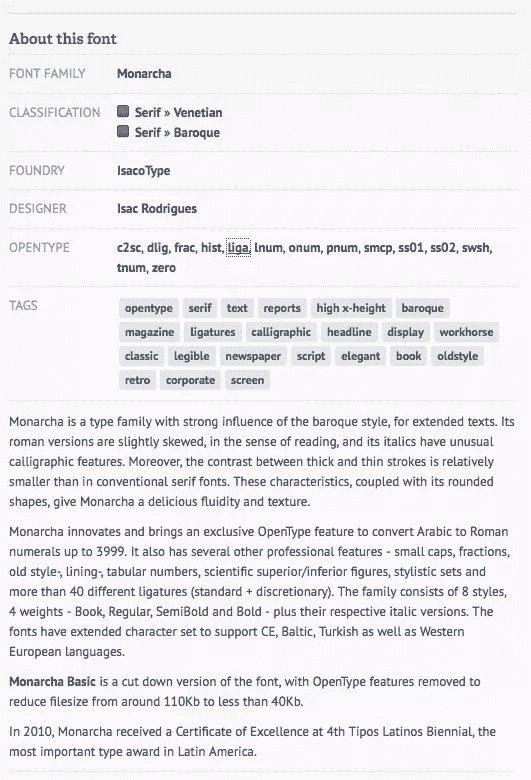 About this font
FONT FAMILY Monarcha
CLASSIFICATION Serif » Venetian
Serif » Baroque
FOUNDRY IsacoType
DESIGNER Isac Rodrigues
OPENTYPE c2sc, dlig, frac, hist, liga, lnum, onum, pnum, smcp, ss01, ss02, swsh,
tnum, zero
TAGS opentype serif text reports high x-height baroque
magazine ligatures calligraphic headline display workhorse
classic legible newspaper script elegant book oldstyle
retro corporate screen
Monarcha is a type family with strong influence of the baroque style, for extended texts. Its
roman versions are slightly skewed, in the sense of reading, and its italics have unusual
calligraphic features. Moreover, the contrast between thick and thin strokes is relatively
smaller than in conventional serif fonts. These characteristics, coupled with its rounded
shapes, give Monarcha a delicious fluidity and texture.
Monarcha innovates and brings an exclusive OpenType feature to convert Arabic to Roman
numerals up to 3999. It also has several other professional features - small caps, fractions,
old style-, lining-, tabular numbers, scientific superior/inferior figures, stylistic sets and
more than 40 different ligatures (standard + discretionary). The family consists of 8 styles,
4 weights - Book, Regular, SemiBold and Bold - plus their respective italic versions. The
fonts have extended character set to support CE, Baltic, Turkish as well as Western
European languages.
Monarcha Basic is a cut down version of the font, with OpenType features removed to
reduce filesize from around 110Kb to less than 40Kb.
In 2010, Monarcha received a Certificate of Excellence at 4th Tipos Latinos Biennial, the
most important type award in Latin America.